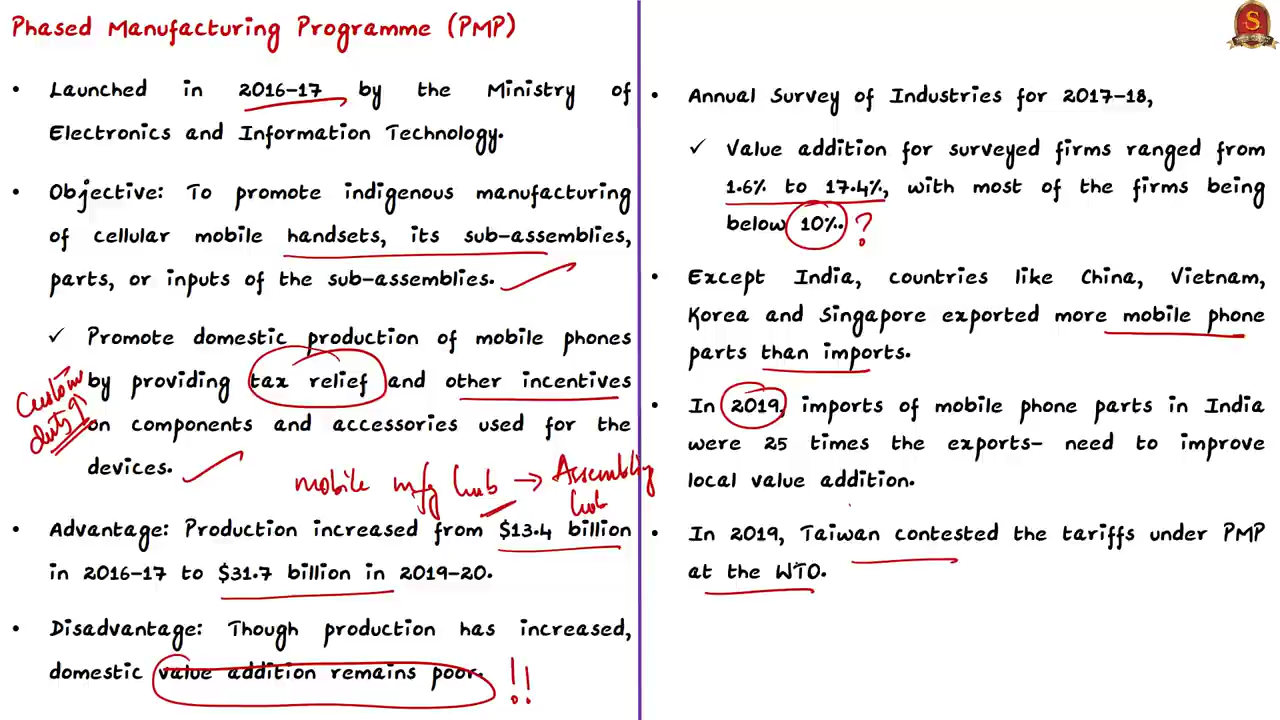 Phased Manufacturing Programme (PMP)
• Launched in 2016-17 by the Ministry of
Electronics and Information Technology.
• Objective: To promote indigenous manufacturing
of cellular mobile handsets, its sub-assemblies,
parts, or inputs of the sub-assemblies.
✓ Promote domestic production of mobile phones
by providing tax relief and other incentives
on components and accessories used for the
devices.
Custom
duty↑
mobile mfg hub → Assembling
hub
• Advantage: Production increased from $13.4 billion
in 2016-17 to $31.7 billion in 2019-20.
• Disadvantage: Though production has increased,
domestic value addition remains poor. !!
S
• Annual Survey of Industries for 2017-18,
✓ Value addition for surveyed firms ranged from
1.6% to 17.4%, with most of the firms being
below 10%. ?
• Except India, countries like China, Vietnam,
Korea and Singapore exported more mobile phone
parts than imports.
• In 2019, imports of mobile phone parts in India
were 25 times the exports- need to improve
local value addition.
• In 2019, Taiwan contested the tariffs under PMP
at the WTO.